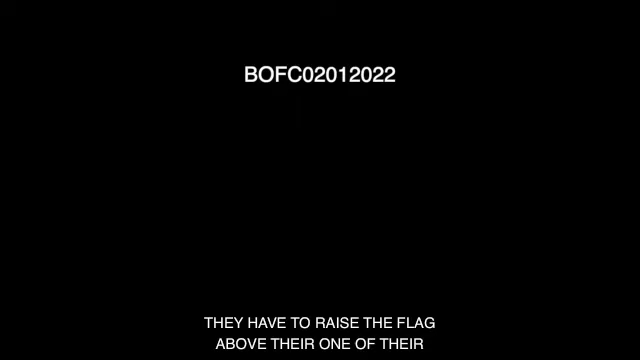 BOFC02012022
THEY HAVE TO RAISE THE FLAG
ABOVE THEIR ONE OF THEIR